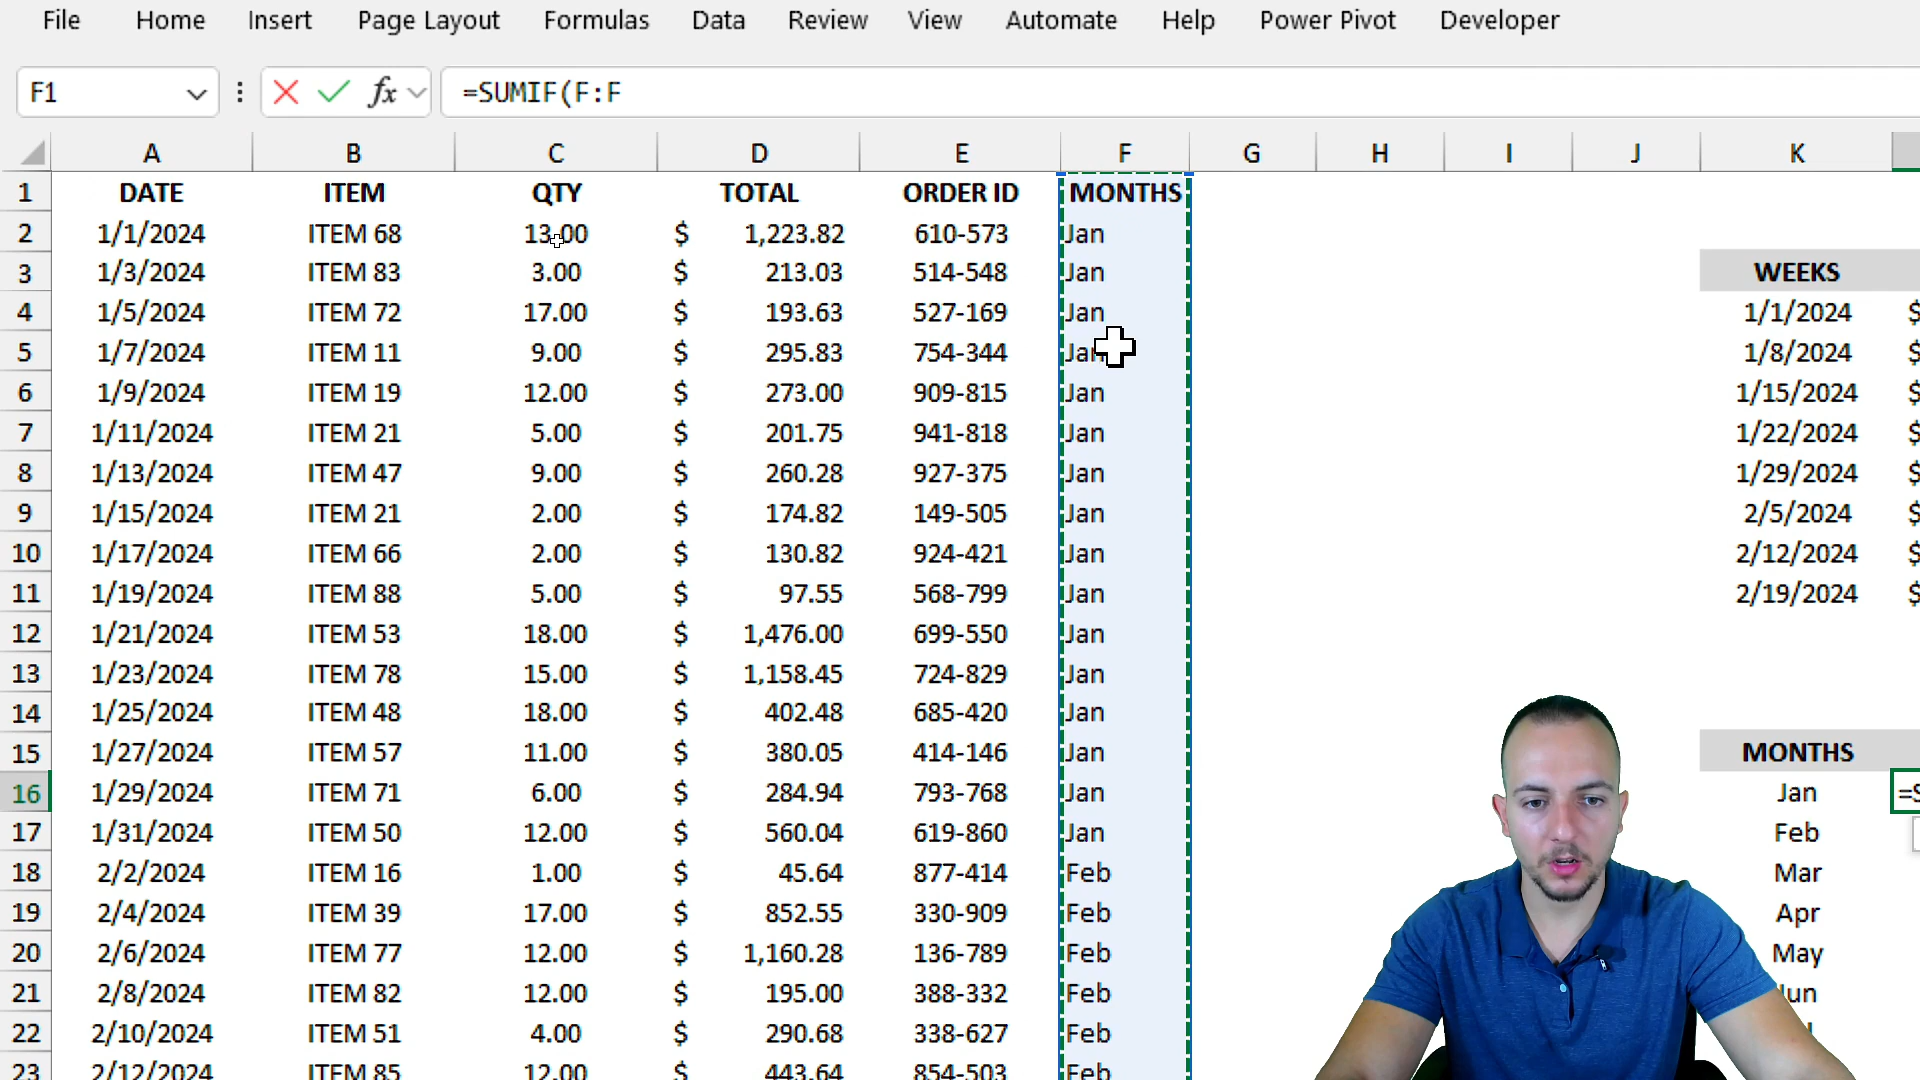 File Home Insert Page Layout Formulas Data Review View Automate Help Power Pivot Developer
F1 fx =SUMIF(F:F
A B C D E F G H I J K
1 DATE ITEM QTY TOTAL ORDER ID MONTHS
2 1/1/2024 ITEM 68 13.00 $ 1,223.82 610-573 Jan
3 1/3/2024 ITEM 83 3.00 $ 213.03 514-548 Jan WEEKS
4 1/5/2024 ITEM 72 17.00 $ 193.63 527-169 Jan 1/1/2024 $
5 1/7/2024 ITEM 11 9.00 $ 295.83 754-344 Jan 1/8/2024 $
6 1/9/2024 ITEM 19 12.00 $ 273.00 909-815 Jan 1/15/2024 $
7 1/11/2024 ITEM 21 5.00 $ 201.75 941-818 Jan 1/22/2024 $
8 1/13/2024 ITEM 47 9.00 $ 260.28 927-375 Jan 1/29/2024 $
9 1/15/2024 ITEM 21 2.00 $ 174.82 149-505 Jan 2/5/2024 $
10 1/17/2024 ITEM 66 2.00 $ 130.82 924-421 Jan 2/12/2024 $
11 1/19/2024 ITEM 88 5.00 $ 97.55 568-799 Jan 2/19/2024 $
12 1/21/2024 ITEM 53 18.00 $ 1,476.00 699-550 Jan
13 1/23/2024 ITEM 78 15.00 $ 1,158.45 724-829 Jan
14 1/25/2024 ITEM 48 18.00 $ 402.48 685-420 Jan
15 1/27/2024 ITEM 57 11.00 $ 380.05 414-146 Jan MONTHS
16 1/29/2024 ITEM 71 6.00 $ 284.94 793-768 Jan Jan =S
17 1/31/2024 ITEM 50 12.00 $ 560.04 619-860 Jan Feb
18 2/2/2024 ITEM 16 1.00 $ 45.64 877-414 Feb Mar
19 2/4/2024 ITEM 39 17.00 $ 852.55 330-909 Feb Apr
20 2/6/2024 ITEM 77 12.00 $ 1,160.28 136-789 Feb May
21 2/8/2024 ITEM 82 12.00 $ 195.00 388-332 Feb Jun
22 2/10/2024 ITEM 51 4.00 $ 290.68 338-627 Feb
23 2/12/2024 ITEM 85 12.00 $ 443.64 854-503 Feb